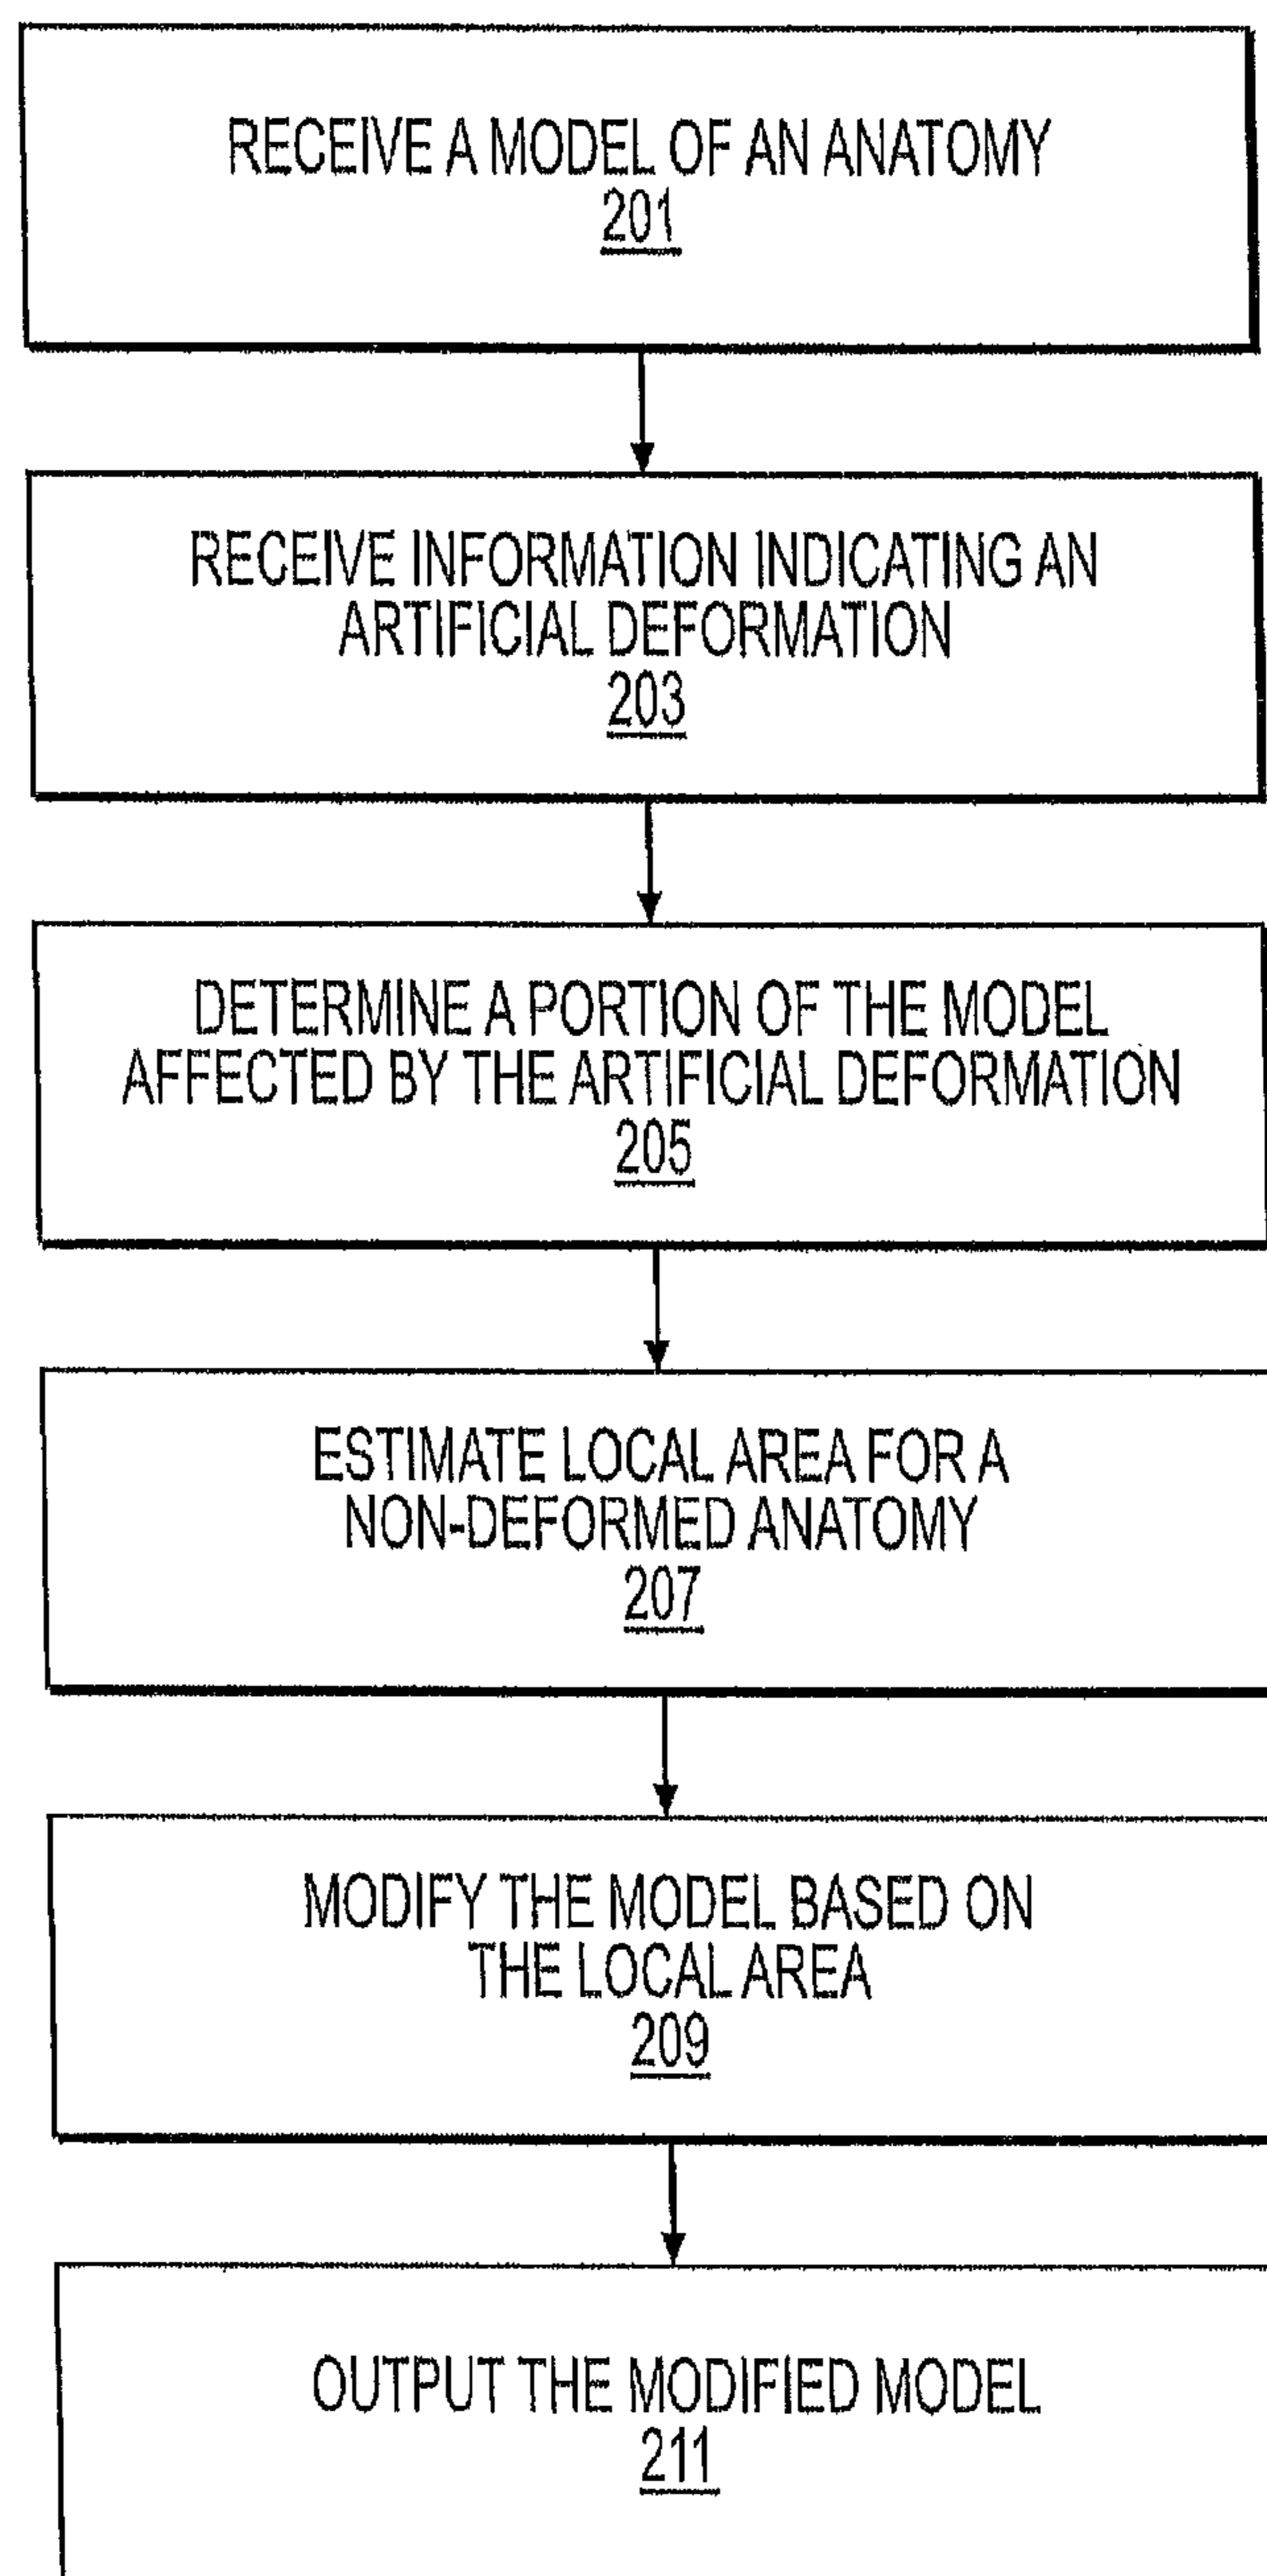 RECEIVE A MODEL OF AN ANATOMY
201
RECEIVE INFORMATION INDICATING AN
ARTIFICIAL DEFORMATION
203
DETERMINE A PORTION OF THE MODEL
AFFECTED BY THE ARTIFICIAL DEFORMATION
205
ESTIMATE LOCAL AREA FOR A
NON-DEFORMED ANATOMY
207
MODIFY THE MODEL BASED ON
THE LOCAL AREA
209
OUTPUT THE MODIFIED MODEL
211